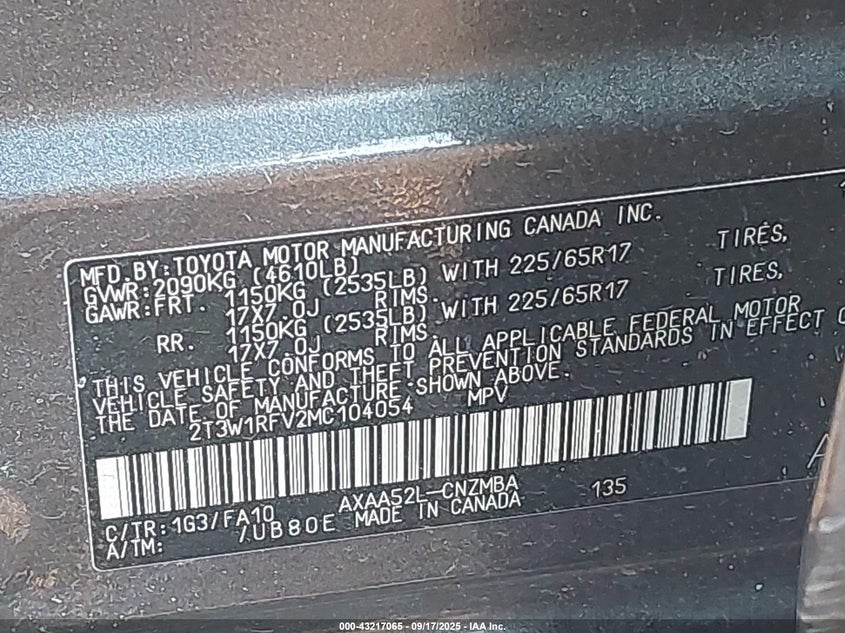 MFD.BY:TOYOTA MOTOR MANUFACTURING CANADA INC.
GVWR:2090KG (4610LB)
GAWR:FRT. 1150KG (2535LB) WITH 225/65R17 TIRES,
17X7.0J RIMS.
RR. 1150KG (2535LB) WITH 225/65R17 TIRES,
17X7.0J RIMS.
THIS VEHICLE CONFORMS TO ALL APPLICABLE FEDERAL MOTOR
VEHICLE SAFETY AND THEFT PREVENTION STANDARDS IN EFFECT
THE DATE OF MANUFACTURE SHOWN ABOVE.
2T3W1RFV2MC104054 MPV
C/TR:1G3/FA10 AXAA52L-CNZMBA 135
A/TM: /UB80E MADE IN CANADA
000-43217065 - 09/17/2025 - IAA Inc.